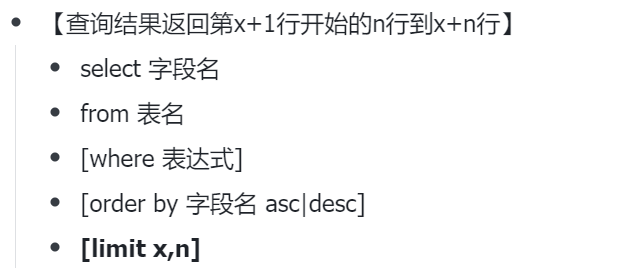 【查询结果返回第x+1行开始的n行到x+n行】
select 字段名
from 表名
[where 表达式]
[order by 字段名 asc|desc]
[limit x,n]